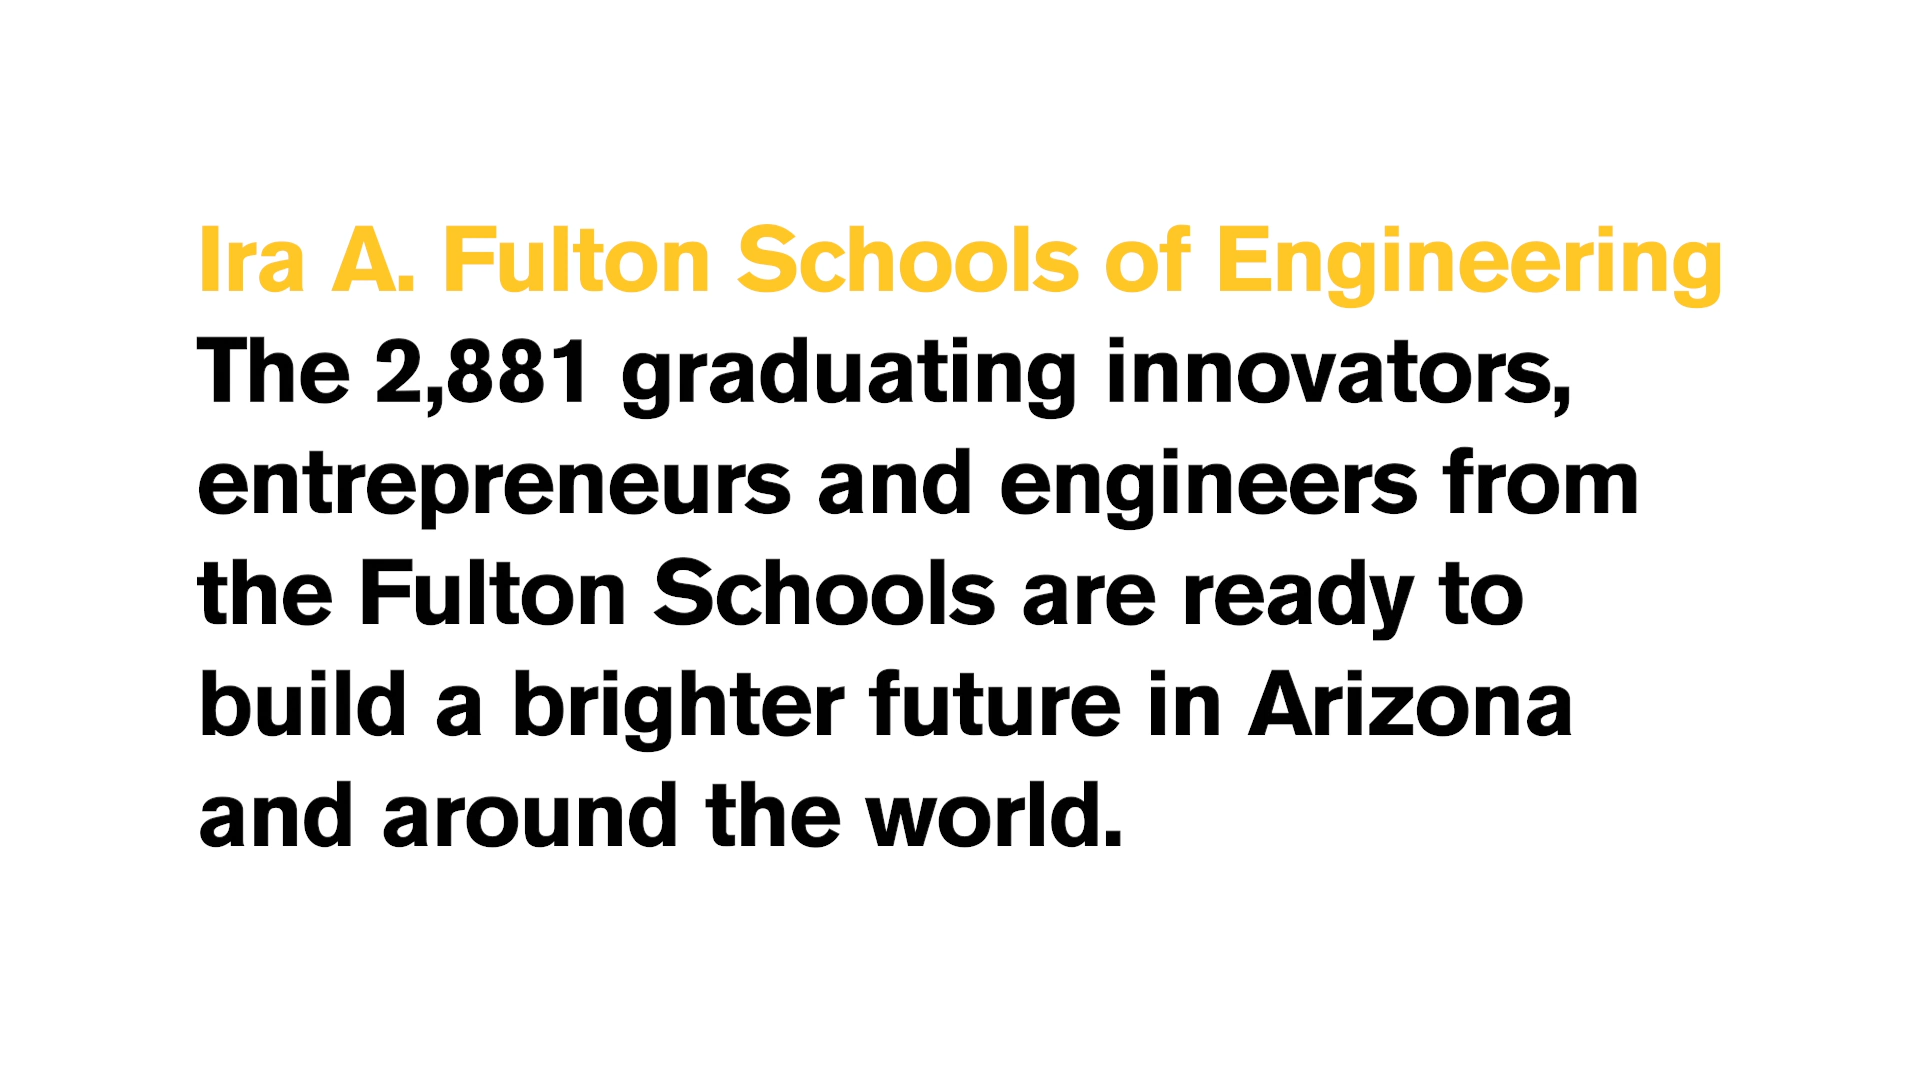 Ira A. Fulton Schools of Engineering
The 2,881 graduating innovators,
entrepreneurs and engineers from
the Fulton Schools are ready to
build a brighter future in Arizona
and around the world.